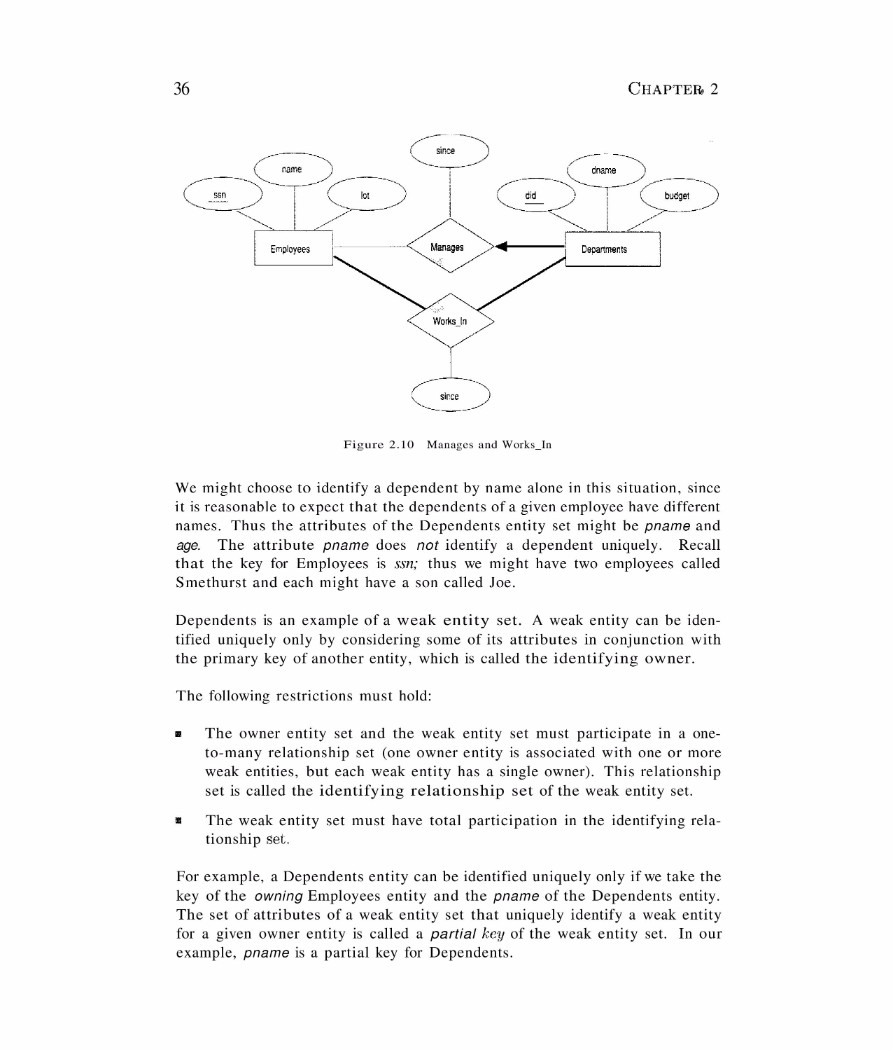 36
CHAPTER 2
since
name
dname
ssn
lot
did
budget
Employees
Manages
Departments
Works_In
since
Figure 2.10 Manages and Works_In
We might choose to identify a dependent by name alone in this situation, since
it is reasonable to expect that the dependents of a given employee have different
names. Thus the attributes of the Dependents entity set might be pname and
age. The attribute pname does not identify a dependent uniquely. Recall
that the key for Employees is ssn; thus we might have two employees called
Smethurst and each might have a son called Joe.
Dependents is an example of a weak entity set. A weak entity can be iden-
tified uniquely only by considering some of its attributes in conjunction with
the primary key of another entity, which is called the identifying owner.
The following restrictions must hold:
The owner entity set and the weak entity set must participate in a one-
to-many relationship set (one owner entity is associated with one or more
weak entities, but each weak entity has a single owner). This relationship
set is called the identifying relationship set of the weak entity set.
The weak entity set must have total participation in the identifying rela-
tionship set.
For example, a Dependents entity can be identified uniquely only if we take the
key of the owning Employees entity and the pname of the Dependents entity.
The set of attributes of a weak entity set that uniquely identify a weak entity
for a given owner entity is called a partial key of the weak entity set. In our
example, pname is a partial key for Dependents.